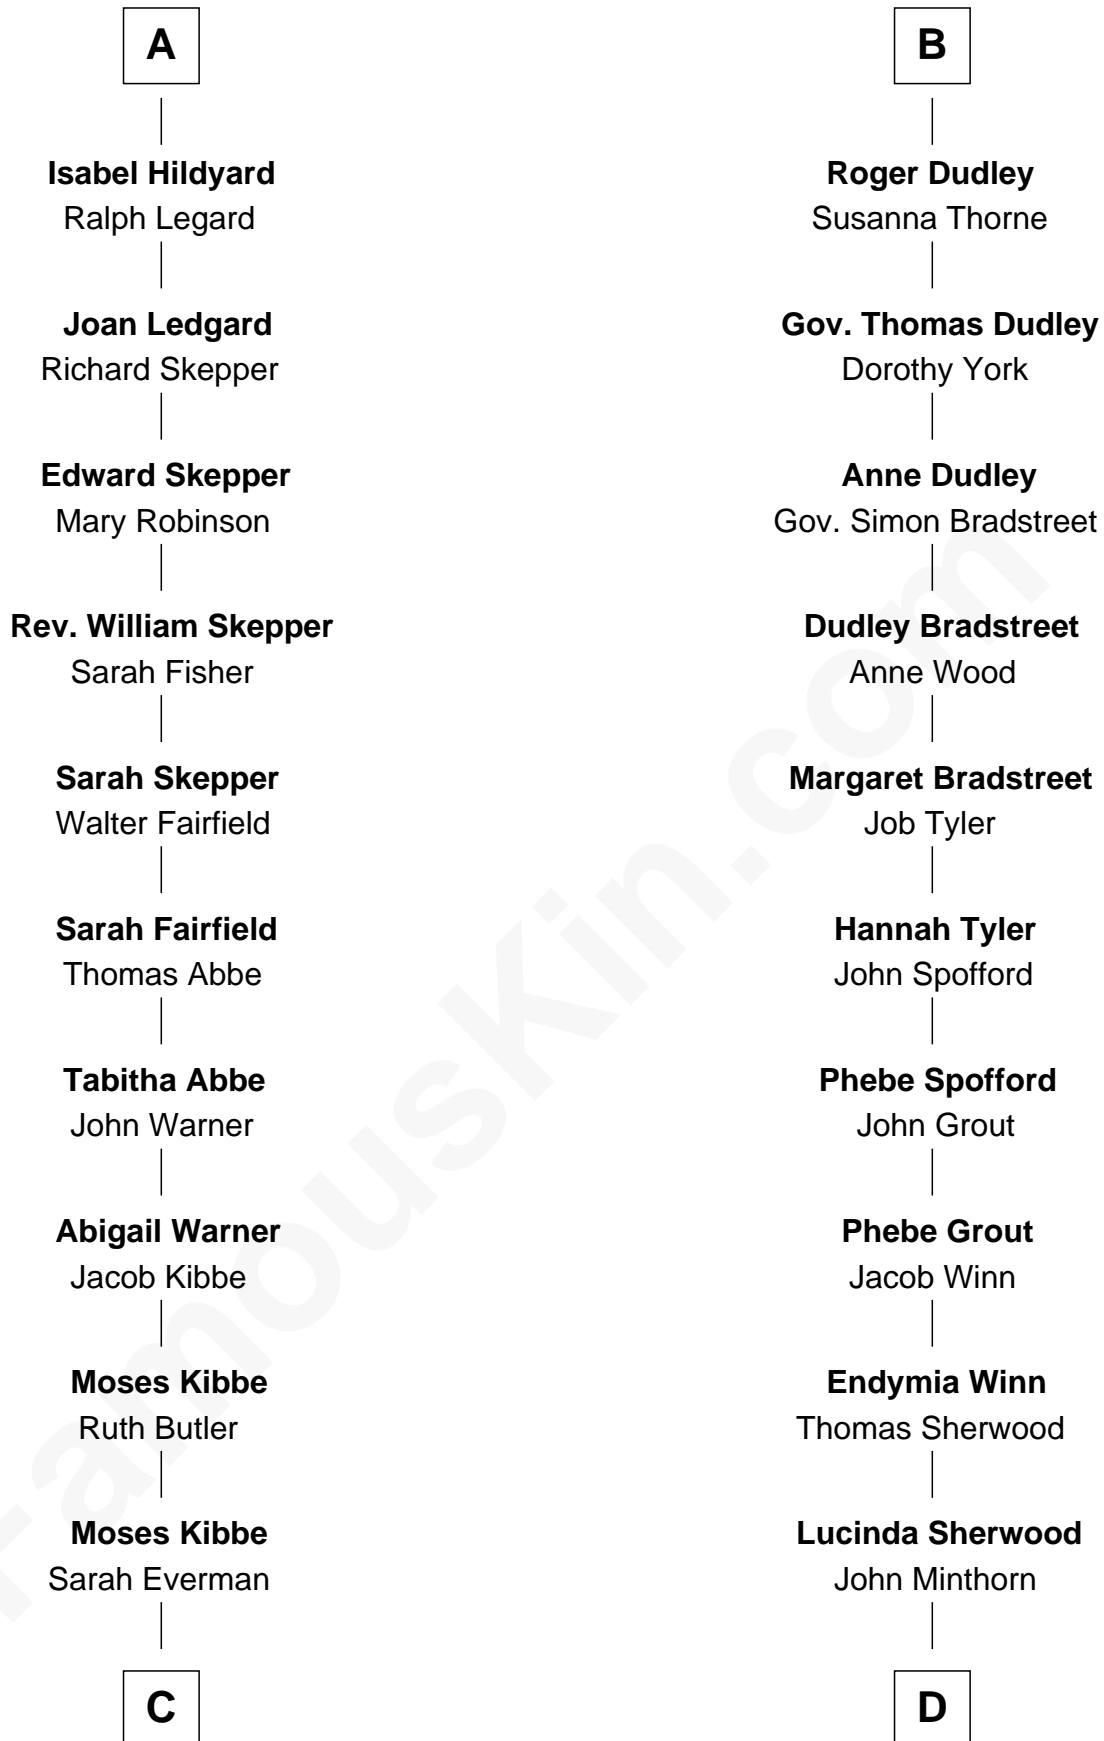 A
Isabel Hildyard
Ralph Legard
Joan Ledgard
Richard Skepper
Edward Skepper
Mary Robinson
Rev. William Skepper
Sarah Fisher
Sarah Skepper
Walter Fairfield
Sarah Fairfield
Thomas Abbe
Tabitha Abbe
John Warner
Abigail Warner
Jacob Kibbe
Moses Kibbe
Ruth Butler
Moses Kibbe
Sarah Everman
C
B
Roger Dudley
Susanna Thorne
Gov. Thomas Dudley
Dorothy York
Anne Dudley
Gov. Simon Bradstreet
Dudley Bradstreet
Anne Wood
Margaret Bradstreet
Job Tyler
Hannah Tyler
John Spofford
Phebe Spofford
John Grout
Phebe Grout
Jacob Winn
Endymia Winn
Thomas Sherwood
Lucinda Sherwood
John Minthorn
D
FamousKin.com